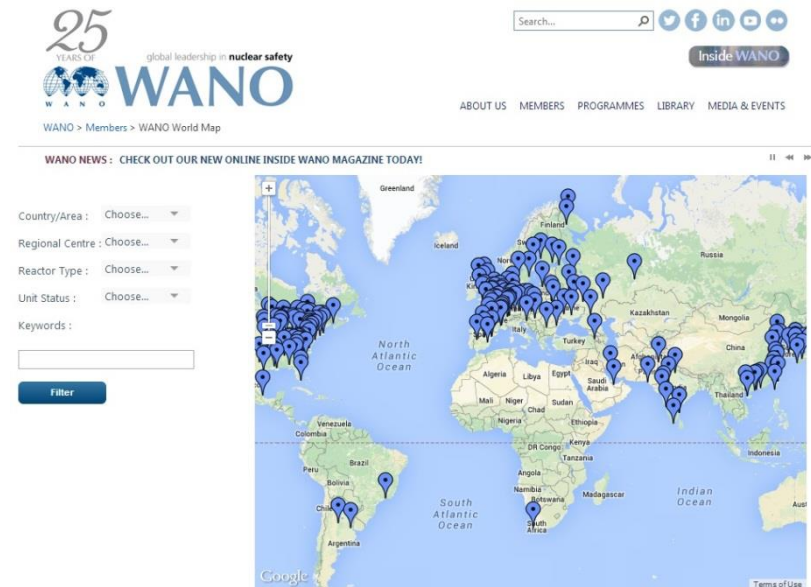 25
YEARS OF
global leadership in nuclear safety
WANO
WANO
Search...
Inside WANO
ABOUT US MEMBERS PROGRAMMES LIBRARY MEDIA & EVENTS
WANO > Members > WANO World Map
WANO NEWS : CHECK OUT OUR NEW ONLINE INSIDE WANO MAGAZINE TODAY!
Country/Area : Choose...
Regional Centre : Choose...
Reactor Type : Choose...
Unit Status : Choose...
Keywords :
Filter
Greenland
Iceland
Finland
Russia
Kazakhstan
Mongolia
China
Italy
Turkey
Iraq
North
Atlantic
Ocean
Algeria
Libya
Egypt
Saudi
Arabia
Thailand
Mali
Niger
Chad
Sudan
Nigeria
Ethiopia
Venezuela
Colombia
DR Congo
Kenya
Tanzania
Indonesia
Peru
Brazil
Bolivia
Angola
Namibia
Botswana
Madagascar
Indian
Ocean
South
Atlantic
Ocean
South
Africa
Argentina
Google
Terms of Use